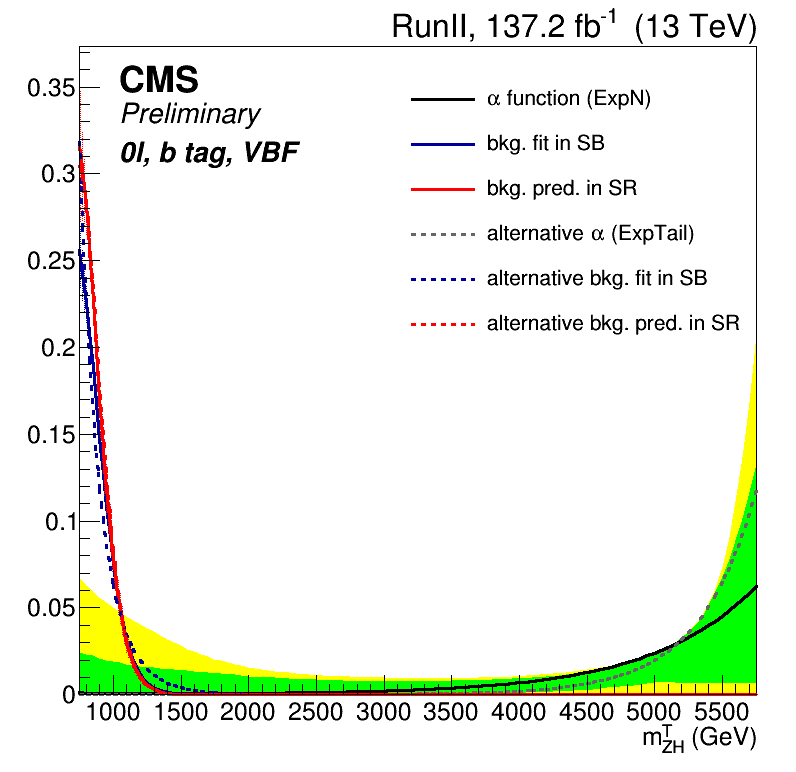 RunII, 137.2 fb-1 (13 TeV)
CMS
Preliminary
0l, b tag, VBF
α function (ExpN)
bkg. fit in SB
bkg. pred. in SR
alternative α (ExpTail)
alternative bkg. fit in SB
alternative bkg. pred. in SR
0.35
0.3
0.25
0.2
0.15
0.1
0.05
0
1000 1500 2000 2500 3000 3500 4000 4500 5000 5500
m^T_ZH (GeV)